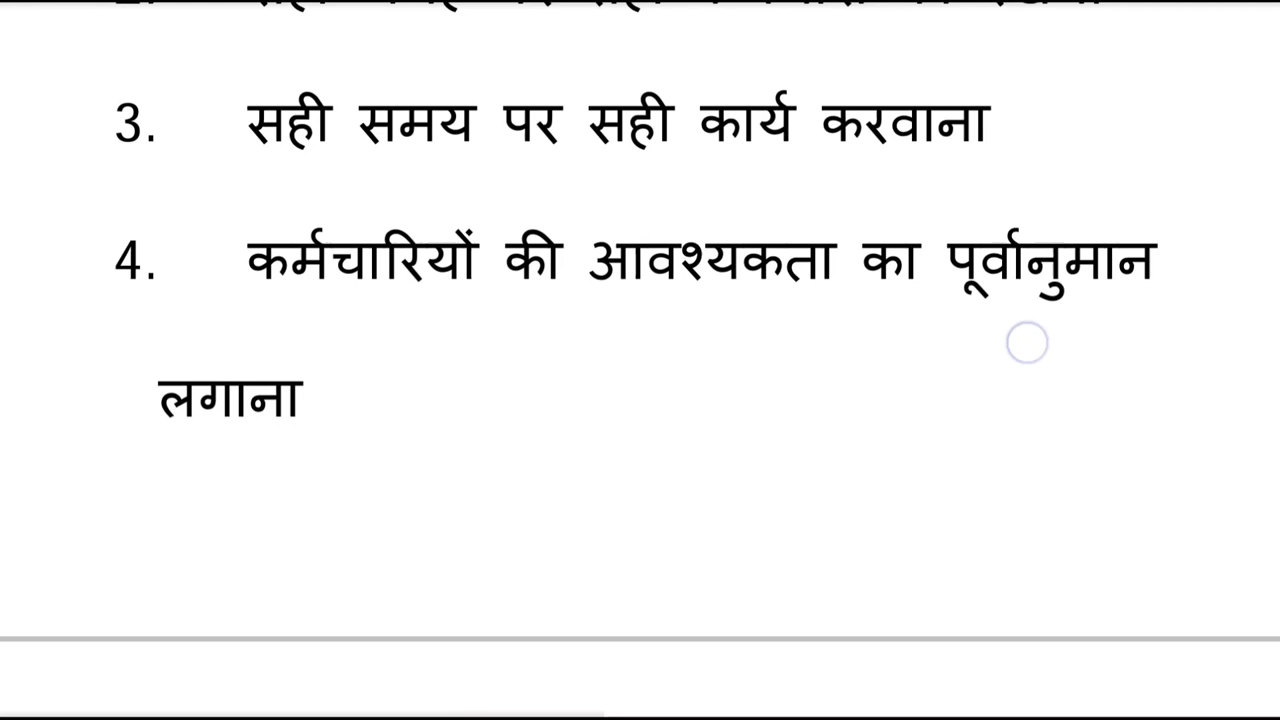 3. सही समय पर सही कार्य करवाना
4. कर्मचारियों की आवश्यकता का पूर्वानुमान
लगाना